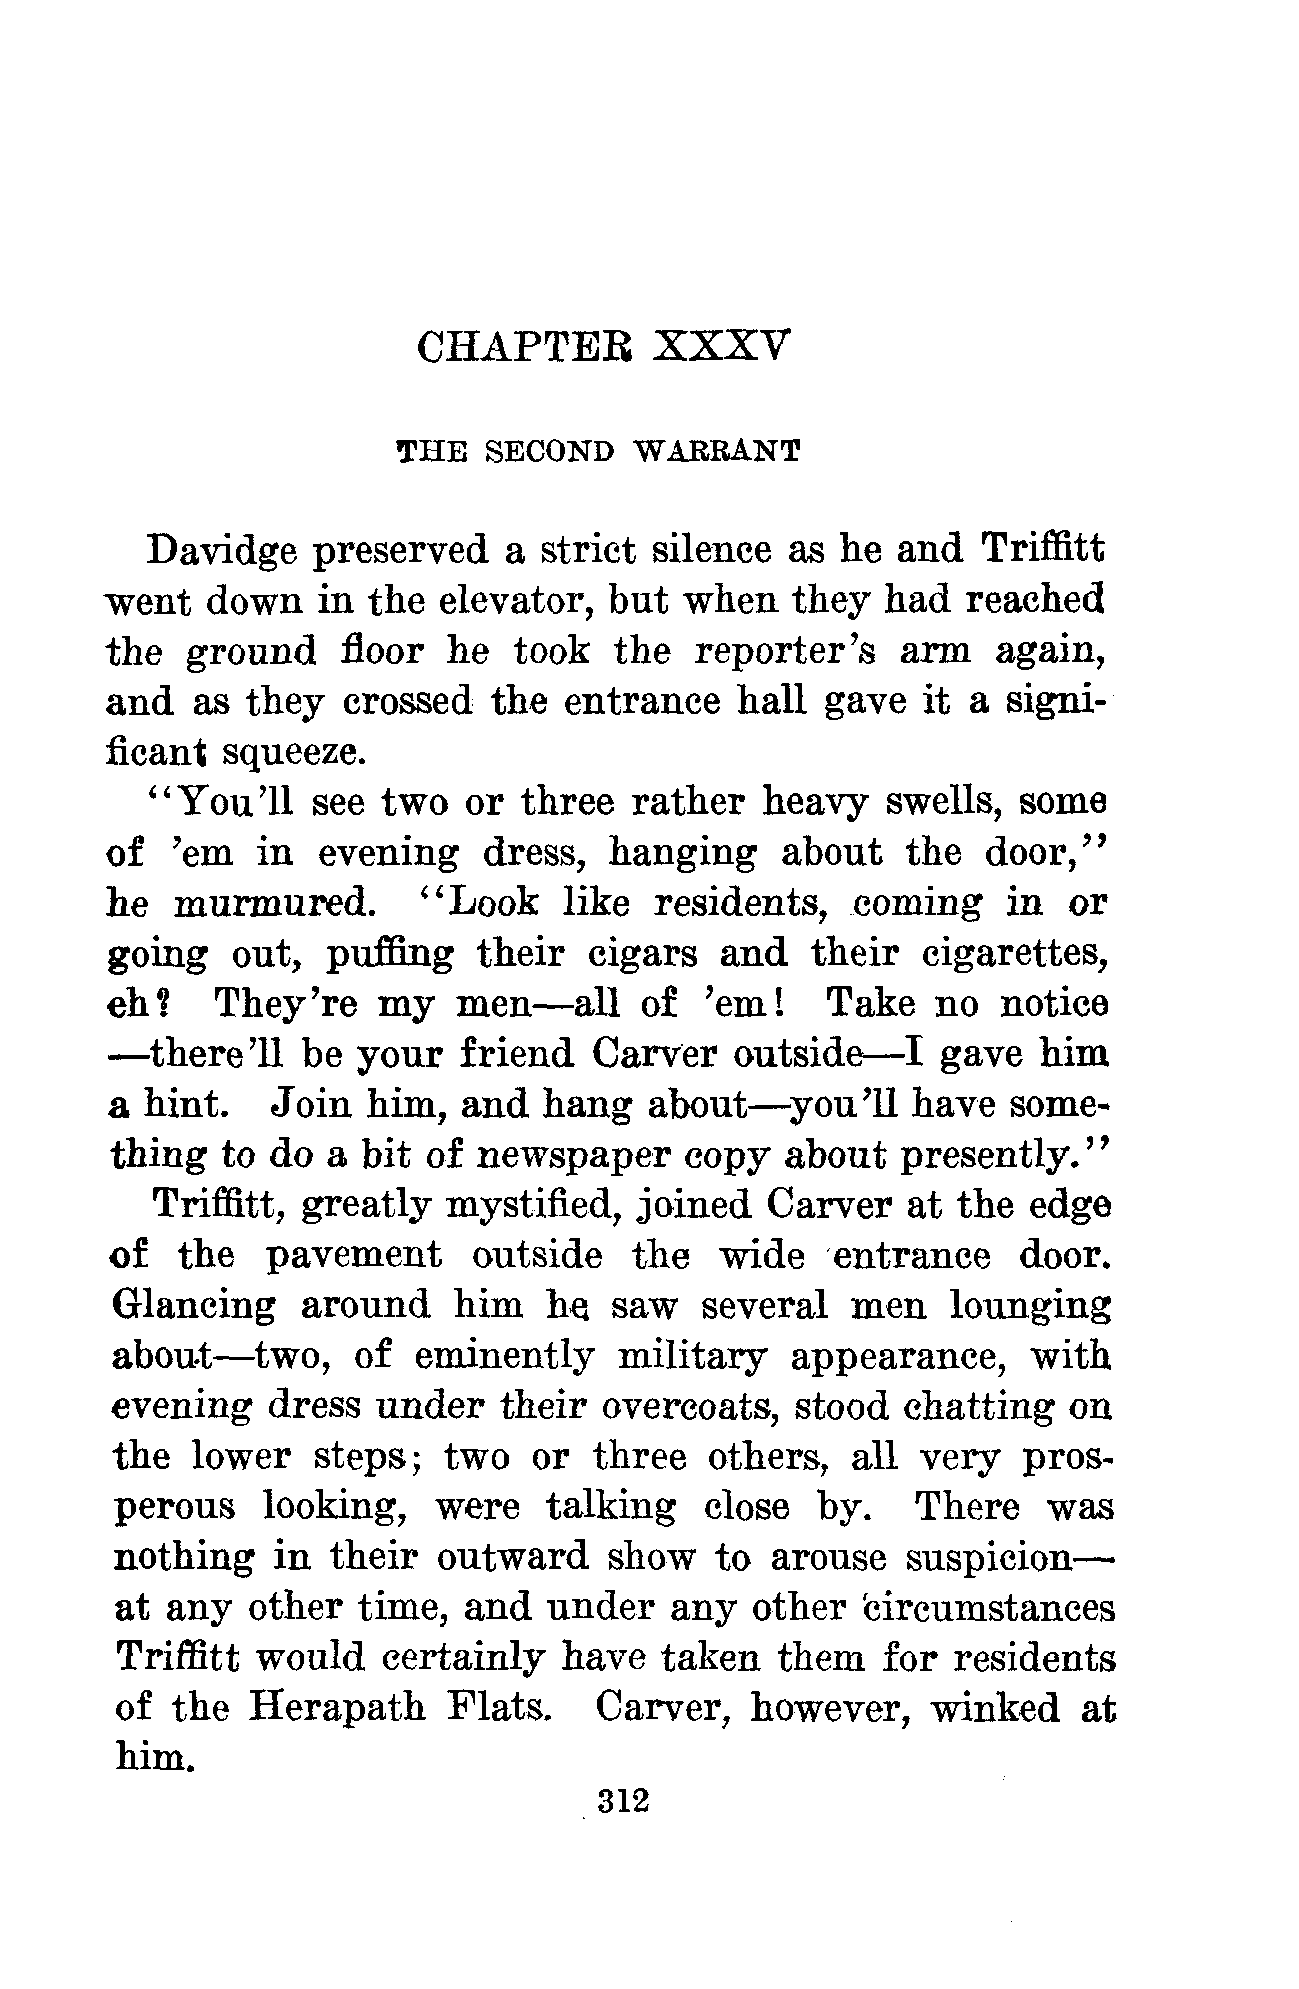 CHAPTER XXXV
THE SECOND WARRANT
Davidge preserved a strict silence as he and Triffitt
went down in the elevator, but when they had reached
the ground floor he took the reporter's arm again,
and as they crossed the entrance hall gave it a signi-
ficant squeeze.
"You'll see two or three rather heavy swells, some
of 'em in evening dress, hanging about the door,"
he murmured. "Look like residents, coming in or
going out, puffing their cigars and their cigarettes,
eh? They're my men—all of 'em! Take no notice
—there'll be your friend Carver outside—I gave him
a hint. Join him, and hang about—you'll have some-
thing to do a bit of newspaper copy about presently."
Triffitt, greatly mystified, joined Carver at the edge
of the pavement outside the wide entrance door.
Glancing around him he saw several men lounging
about—two, of eminently military appearance, with
evening dress under their overcoats, stood chatting on
the lower steps; two or three others, all very pros-
perous looking, were talking close by. There was
nothing in their outward show to arouse suspicion—
at any other time, and under any other circumstances
Triffitt would certainly have taken them for residents
of the Herapath Flats. Carver, however, winked at
him.
312